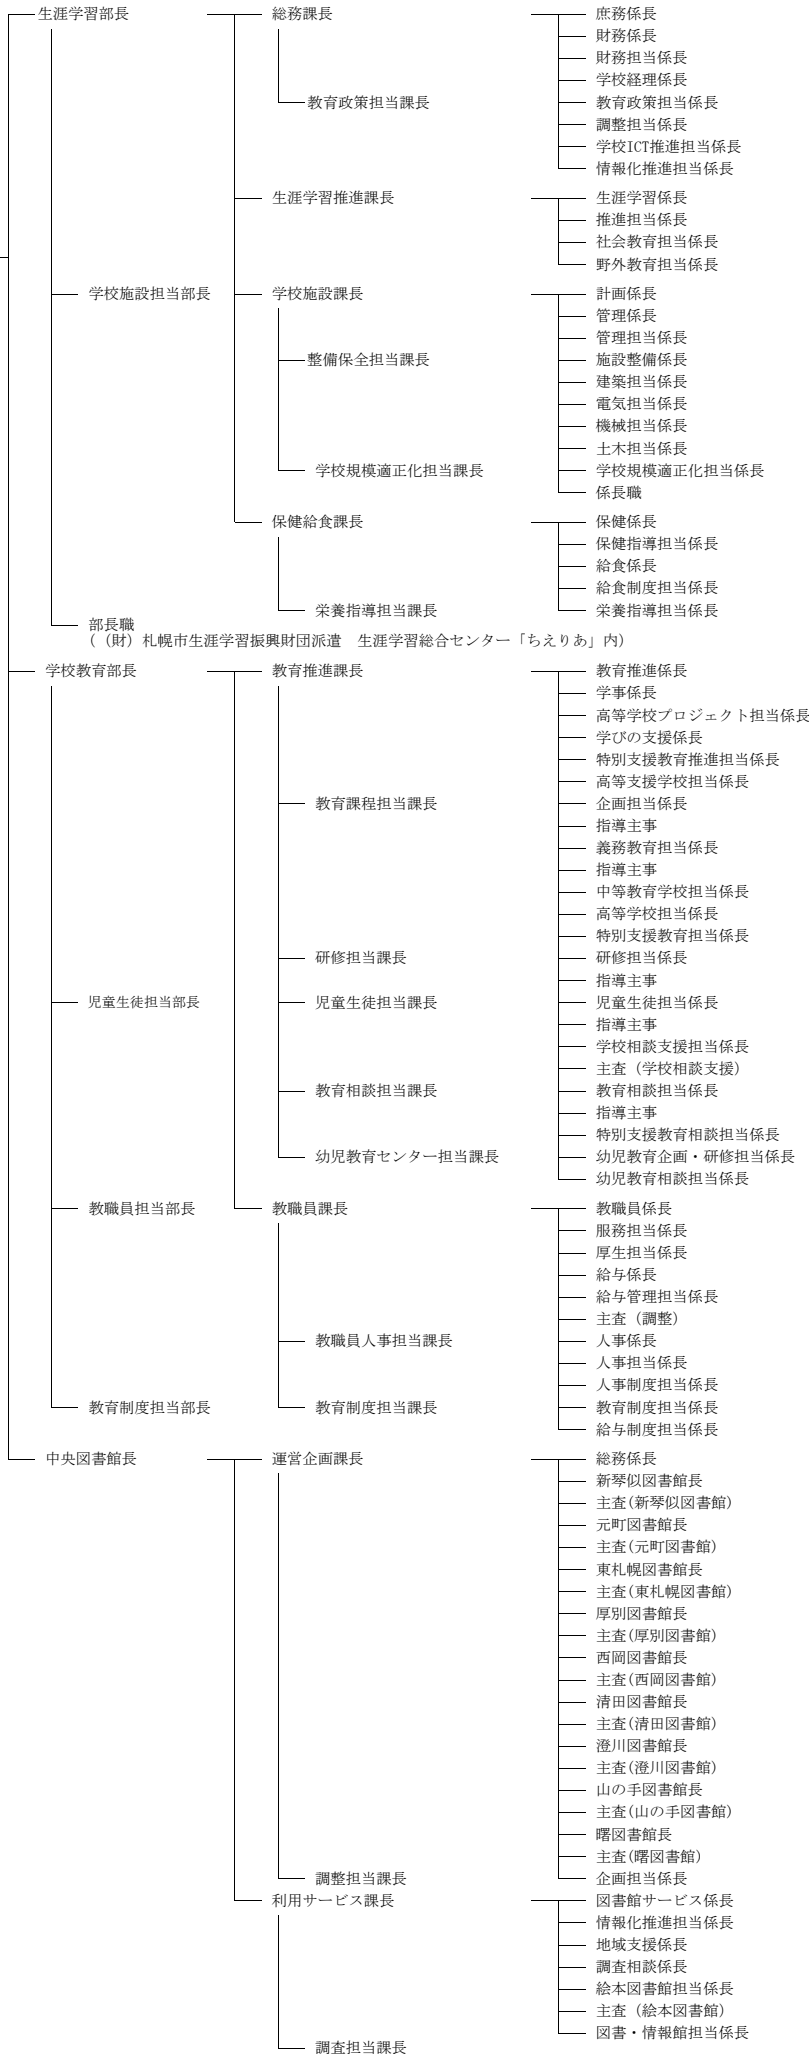 生涯学習部長 総務課長 庶務係長
財務係長
財務担当係長
学校経理係長
教育政策担当課長 教育政策担当係長
調整担当係長
学校ICT推進担当係長
情報化推進担当係長
生涯学習推進課長 生涯学習係長
推進担当係長
社会教育担当係長
野外教育担当係長
学校施設担当部長 学校施設課長 計画係長
管理係長
管理担当係長
整備保全担当課長 施設整備係長
建築担当係長
電気担当係長
機械担当係長
土木担当係長
学校規模適正化担当課長 学校規模適正化担当係長
係長職
保健給食課長 保健係長
保健指導担当係長
給食係長
給食制度担当係長
栄養指導担当課長 栄養指導担当係長
部長職
（（財）札幌市生涯学習振興財団派遣　生涯学習総合センター「ちえりあ」内）
学校教育部長 教育推進課長 教育推進係長
学事係長
高等学校プロジェクト担当係長
学びの支援係長
特別支援教育推進担当係長
高等支援学校担当係長
教育課程担当課長 企画担当係長
指導主事
義務教育担当係長
指導主事
中等教育学校担当係長
高等学校担当係長
特別支援教育担当係長
研修担当課長 研修担当係長
指導主事
児童生徒担当部長 児童生徒担当課長 児童生徒担当係長
指導主事
学校相談支援担当係長
主査（学校相談支援）
教育相談担当課長 教育相談担当係長
指導主事
特別支援教育相談担当係長
幼児教育センター担当課長 幼児教育企画・研修担当係長
幼児教育相談担当係長
教職員担当部長 教職員課長 教職員係長
服務担当係長
厚生担当係長
給与係長
給与管理担当係長
主査（調整）
教職員人事担当課長 人事係長
人事担当係長
人事制度担当係長
教育制度担当部長 教育制度担当課長 教育制度担当係長
給与制度担当係長
中央図書館長 運営企画課長 総務係長
新琴似図書館長
主査(新琴似図書館)
元町図書館長
主査(元町図書館)
東札幌図書館長
主査(東札幌図書館)
厚別図書館長
主査(厚別図書館)
西岡図書館長
主査(西岡図書館)
清田図書館長
主査(清田図書館)
澄川図書館長
主査(澄川図書館)
山の手図書館長
主査(山の手図書館)
曙図書館長
主査(曙図書館)
調整担当課長 企画担当係長
利用サービス課長 図書館サービス係長
情報化推進担当係長
地域支援係長
調査相談係長
絵本図書館担当係長
主査（絵本図書館）
図書・情報館担当係長
調査担当課長